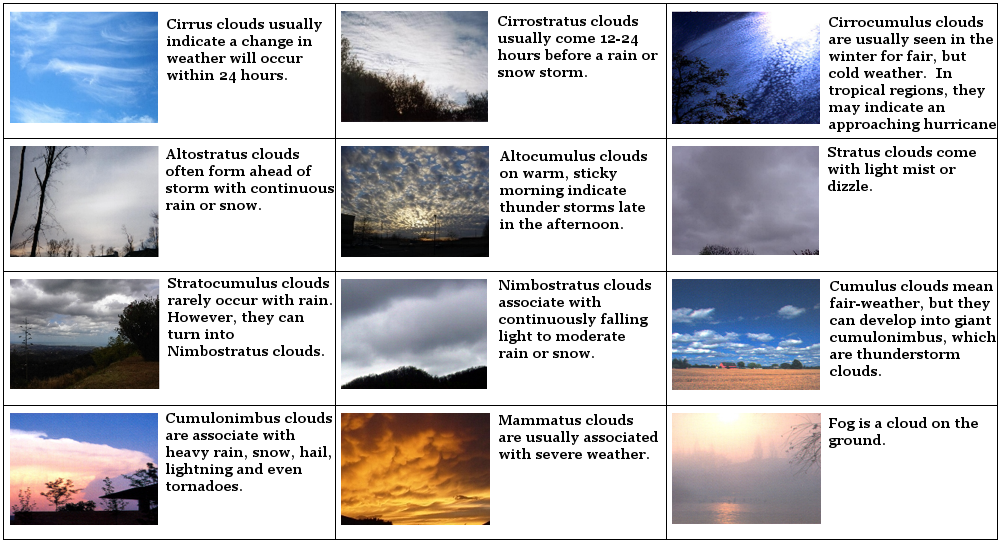 Cirrus clouds usually
indicate a change in
weather will occur
within 24 hours.
Cirrostratus clouds
usually come 12-24
hours before a rain or
snow storm.
Cirrocumulus clouds
are usually seen in the
winter for fair, but
cold weather. In
tropical regions, they
may indicate an
approaching hurricane
Altostratus clouds
often form ahead of
storm with continuous
rain or snow.
Altocumulus clouds
on warm, sticky
morning indicate
thunder storms late
in the afternoon.
Stratus clouds come
with light mist or
dizzle.
Stratocumulus clouds
rarely occur with rain.
However, they can
turn into
Nimbostratus clouds.
Nimbostratus clouds
associate with
continuously falling
light to moderate
rain or snow.
Cumulus clouds mean
fair-weather, but they
can develop into giant
cumulonimbus, which
are thunderstorm
clouds.
Cumulonimbus clouds
are associate with
heavy rain, snow, hail,
lightning and even
tornadoes.
Mammatus clouds
are usually associated
with severe weather.
Fog is a cloud on the
ground.